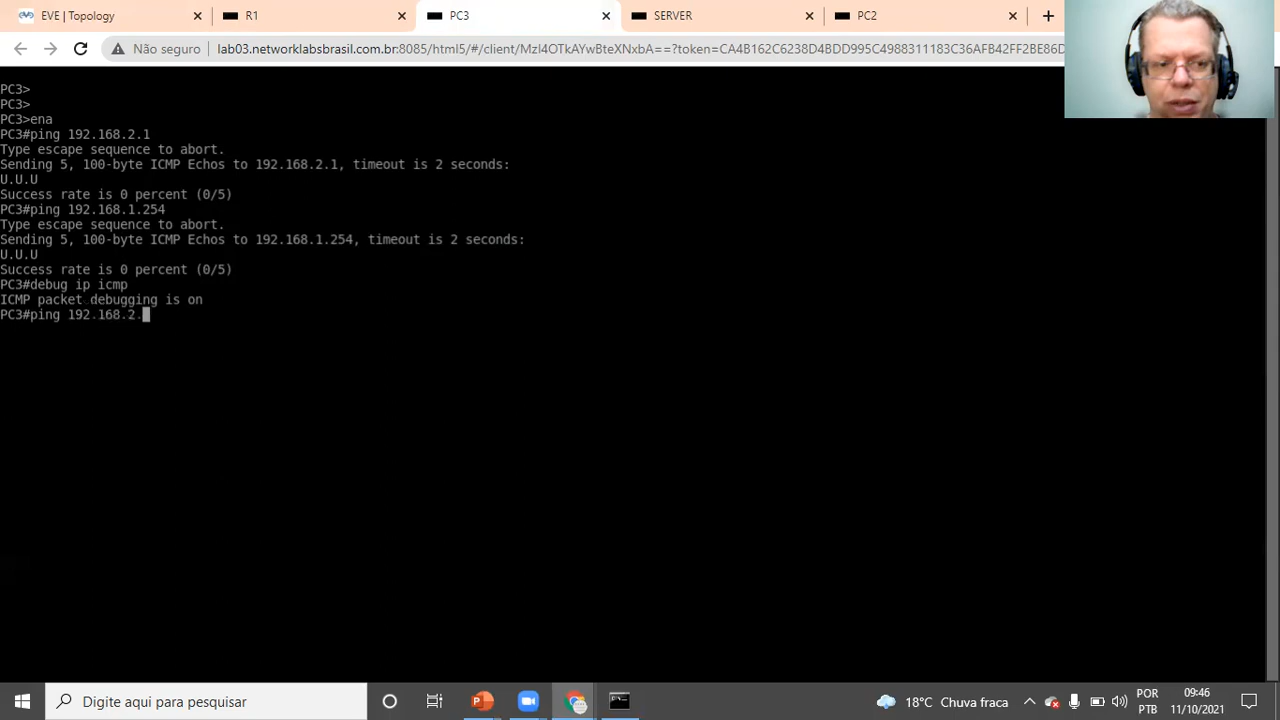 EVE | Topology
R1
PC3
SERVER
PC2
Não seguro
lab03.networklabsbrasil.com.br:8085/html5/#/client/MzI4OTkAYwBteXNxbA==?token=CA4B162C6238D4BDD995C4988311183C36AFB42FF2BE86D
PC3>
PC3>
PC3>ena
PC3#ping 192.168.2.1
Type escape sequence to abort.
Sending 5, 100-byte ICMP Echos to 192.168.2.1, timeout is 2 seconds:
U.U.U
Success rate is 0 percent (0/5)
PC3#ping 192.168.1.254
Type escape sequence to abort.
Sending 5, 100-byte ICMP Echos to 192.168.1.254, timeout is 2 seconds:
U.U.U
Success rate is 0 percent (0/5)
PC3#debug ip icmp
ICMP packet debugging is on
PC3#ping 192.168.2.
Digite aqui para pesquisar
18°C Chuva fraca
POR
PTB
09:46
11/10/2021